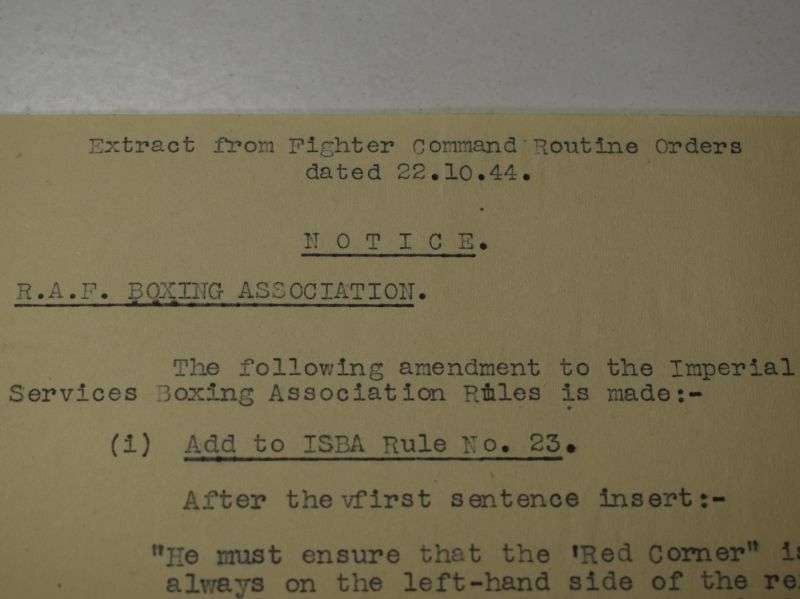 Extract from Fighter Command Routine Orders
dated 22.10.44.
N O T I C E.
R.A.F. BOXING ASSOCIATION.
The following amendment to the Imperial
Services Boxing Association Rules is made:-
(i) Add to ISBA Rule No. 23.
After the first sentence insert:-
"He must ensure that the 'Red Corner" is
always on the left-hand side of the